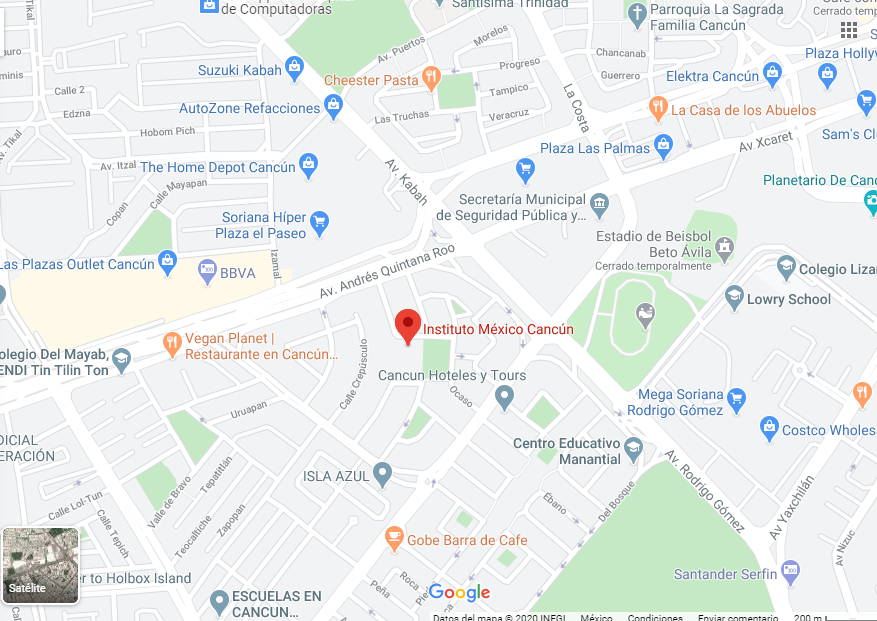 de Computadoras
Santísima Trinidad
Parroquia La Sagrada
Familia Cancún
Cerrado temporalmente
Plaza Hollyw
Av. Puertos
Morelos
Chancanab
Guerrero
Progreso
Tampico
Veracruz
Las Truchas
La Costa
Suzuki Kabah
Cheester Pasta
Elektra Cancún
La Casa de los Abuelos
AutoZone Refacciones
Calle 2
Edzna
Hobom Pich
Av. Tikal
Av. Itzal
The Home Depot Cancún
Calle Mayapan
Copan
Av. Kabah
Plaza Las Palmas
Av Xcaret
Sam's Clu
Planetario De Canc
Secretaría Municipal
de Seguridad Pública y...
Soriana Híper
Plaza el Paseo
Izamal
Av. Andrés Quintana Roo
Estadio de Beisbol
Beto Ávila
Cerrado temporalmente
Las Plazas Outlet Cancún
BBVA
Colegio Lizar
Lowry School
Instituto México Cancún
Vegan Planet |
Restaurante en Cancún...
olegio Del Mayab,
ENDI Tin Tilin Ton
Calle Crepúsculo
Cancun Hoteles y Tours
Ocaso
Mega Soriana
Rodrigo Gómez
Costco Wholes
Uruapan
DICIAL
ERACIÓN
Centro Educativo
Manantial
Av. Rodrigo Gómez
Av Yaxchilán
ISLA AZUL
Tepatitlán
Valle de Bravo
Calle Lol-Tun
Calle Tepich
Teocaltiche
Zapopan
Ébano
Del Bosque
Gobe Barra de Cafe
Av Nizuc
Santander Serfin
Satélite
er to Holbox Island
ESCUELAS EN
CANCUN...
Roca
Peña
Google
Datos del mapa © 2020 INEGI México Condiciones Enviar comentario 200 m